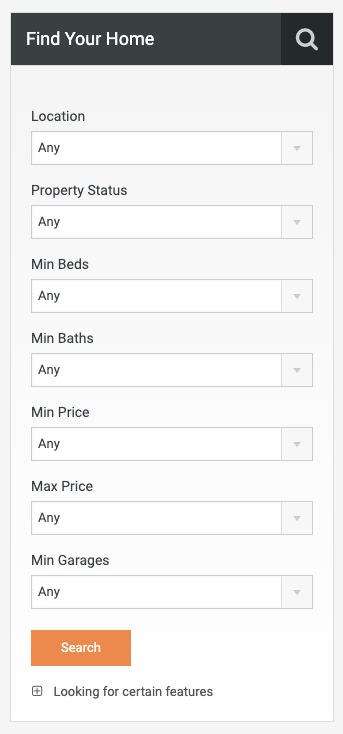 Find Your Home
Location
Any
Property Status
Any
Min Beds
Any
Min Baths
Any
Min Price
Any
Max Price
Any
Min Garages
Any
Search
Looking for certain features